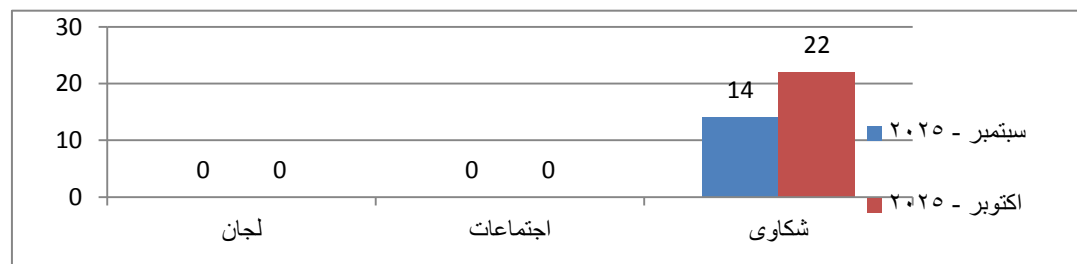 30
20
10
0
0
0
0
0
14
22
لجان
اجتماعات
شكاوى
سبتمبر - ٢٠٢٥
اكتوبر - ٢٠٢٥